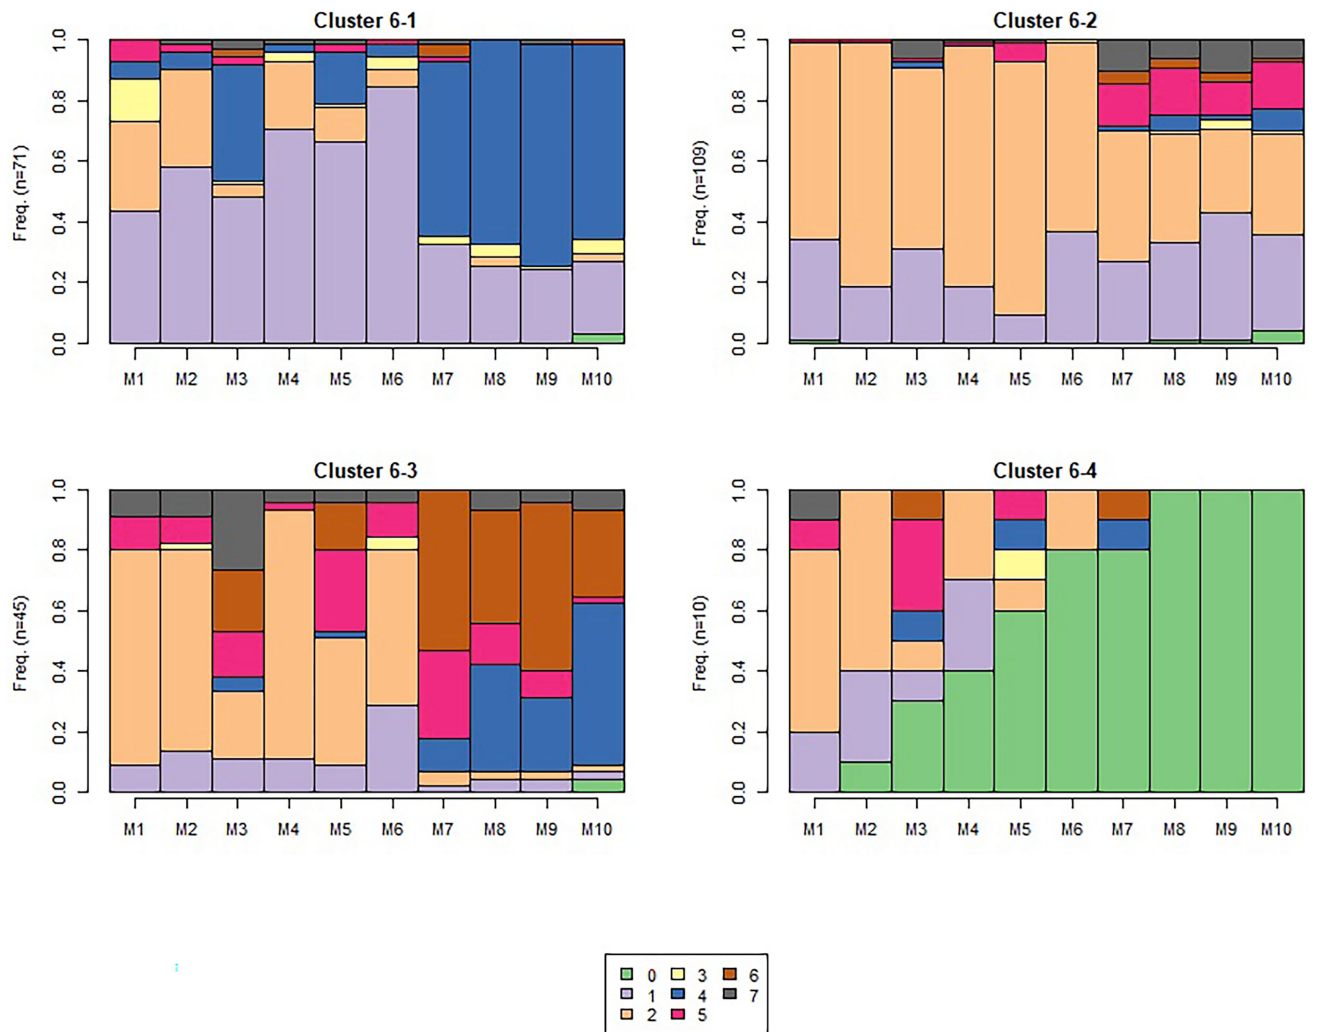 Cluster 6-1
Freq. (n=71)
0.0 0.2 0.4 0.6 0.8 1.0
M1 M2 M3 M4 M5 M6 M7 M8 M9 M10
Cluster 6-2
Freq. (n=109)
0.0 0.2 0.4 0.6 0.8 1.0
M1 M2 M3 M4 M5 M6 M7 M8 M9 M10
Cluster 6-3
Freq. (n=45)
0.0 0.2 0.4 0.6 0.8 1.0
M1 M2 M3 M4 M5 M6 M7 M8 M9 M10
Cluster 6-4
Freq. (n=10)
0.0 0.2 0.4 0.6 0.8 1.0
M1 M2 M3 M4 M5 M6 M7 M8 M9 M10
0 3 6
1 4 7
2 5